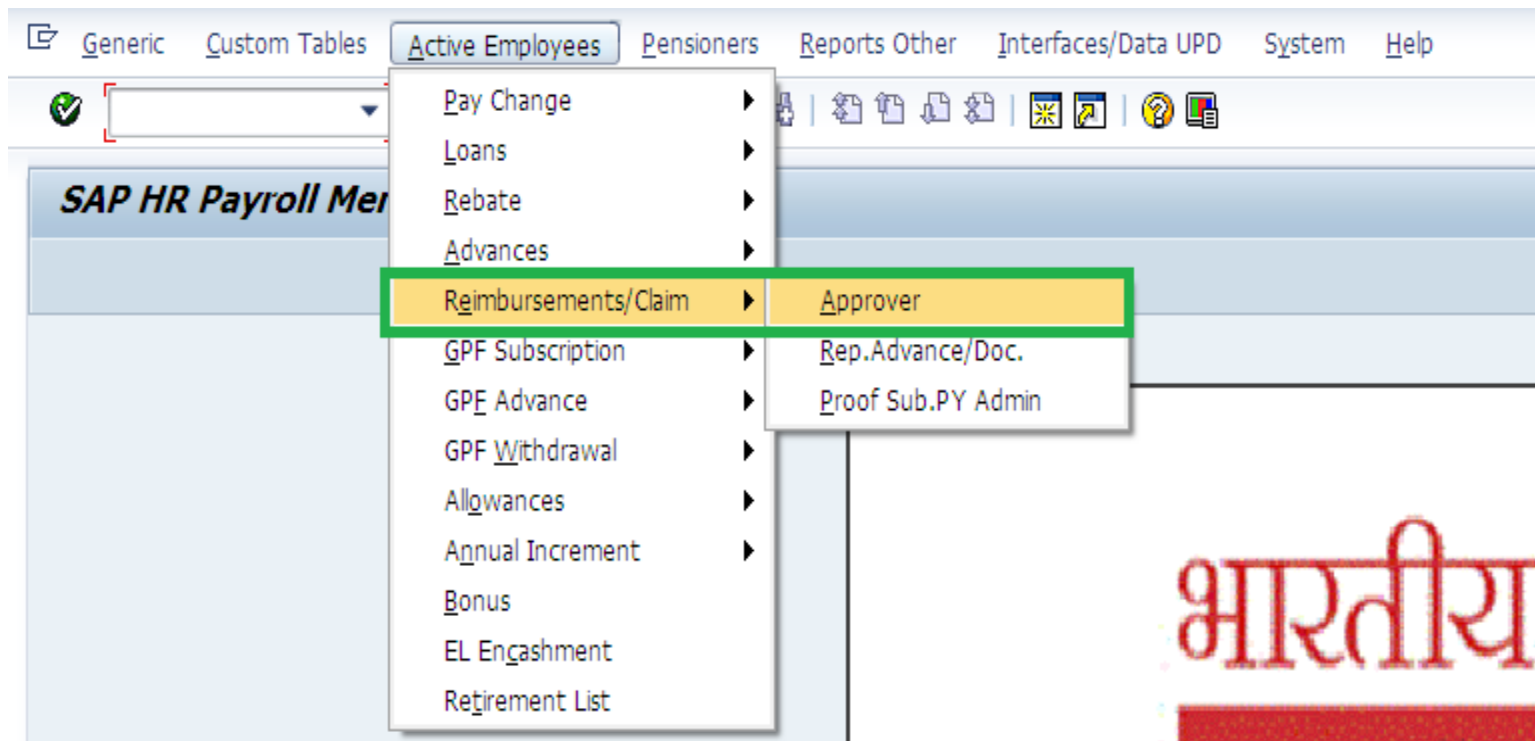 Generic Custom Tables Active Employees Pensioners Reports Other Interfaces/Data UPD System Help
Pay Change
Loans
SAP HR Payroll
Rebate
Advances
Reimbursements/Claim Approver
GPF Subscription Rep.Advance/Doc.
GPF Advance Proof Sub.PY Admin
GPF Withdrawal
Allowances
Annual Increment
Bonus
EL Encashment
Retirement List
भारतीय